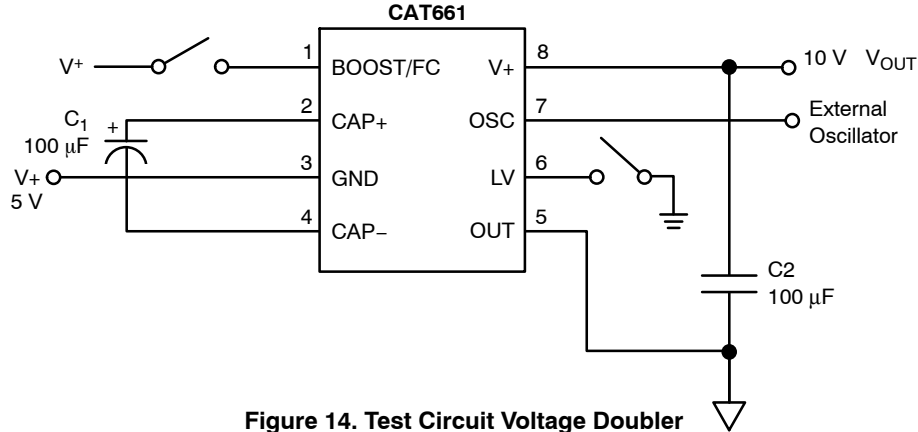 CAT661
V+
1
BOOST/FC
V+
8
10 V VOUT
C1
+
100 µF
2
CAP+
OSC
7
External
Oscillator
V+
5 V
3
GND
LV
6
4
CAP−
OUT
5
C2
100 µF
Figure 14. Test Circuit Voltage Doubler